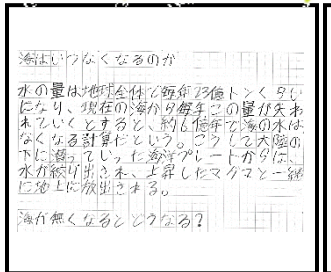 海はいつなくなるのか
水の量は地球全体で毎年23億トンくらい
になり、現在の海から毎年この量が失わ
れていくとすると、約6億年で海の水は
なくなる計算だという。こうして大陸の
下に潜っていった海洋プレートからは、
水が絞り出され、上昇したマグマと一緒
に地上に放出される。
海が無くなるとどうなる？